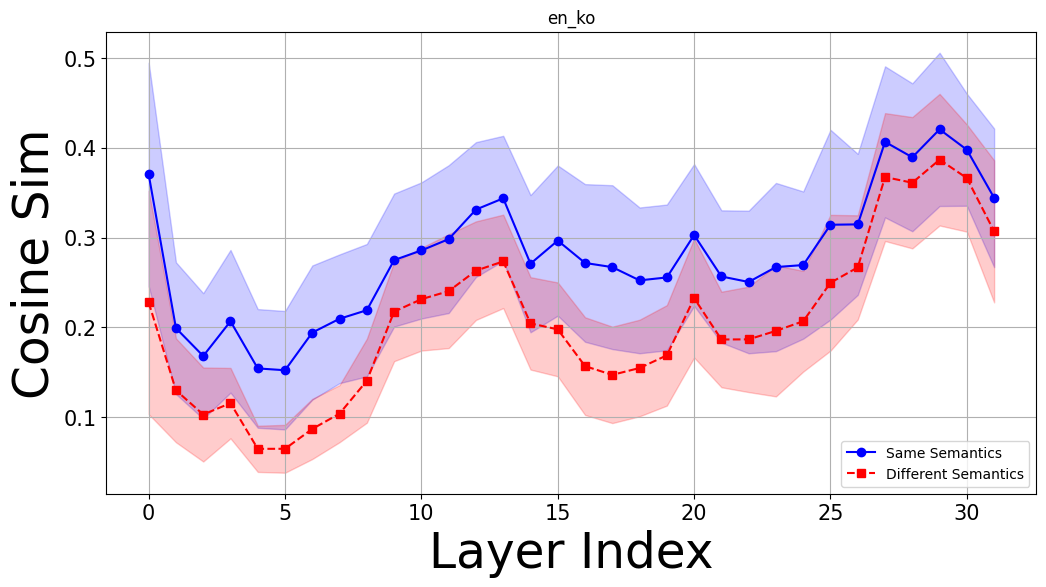 en_ko
Cosine Sim
0.5
0.4
0.3
0.2
0.1
Same Semantics
Different Semantics
0 5 10 15 20 25 30
Layer Index